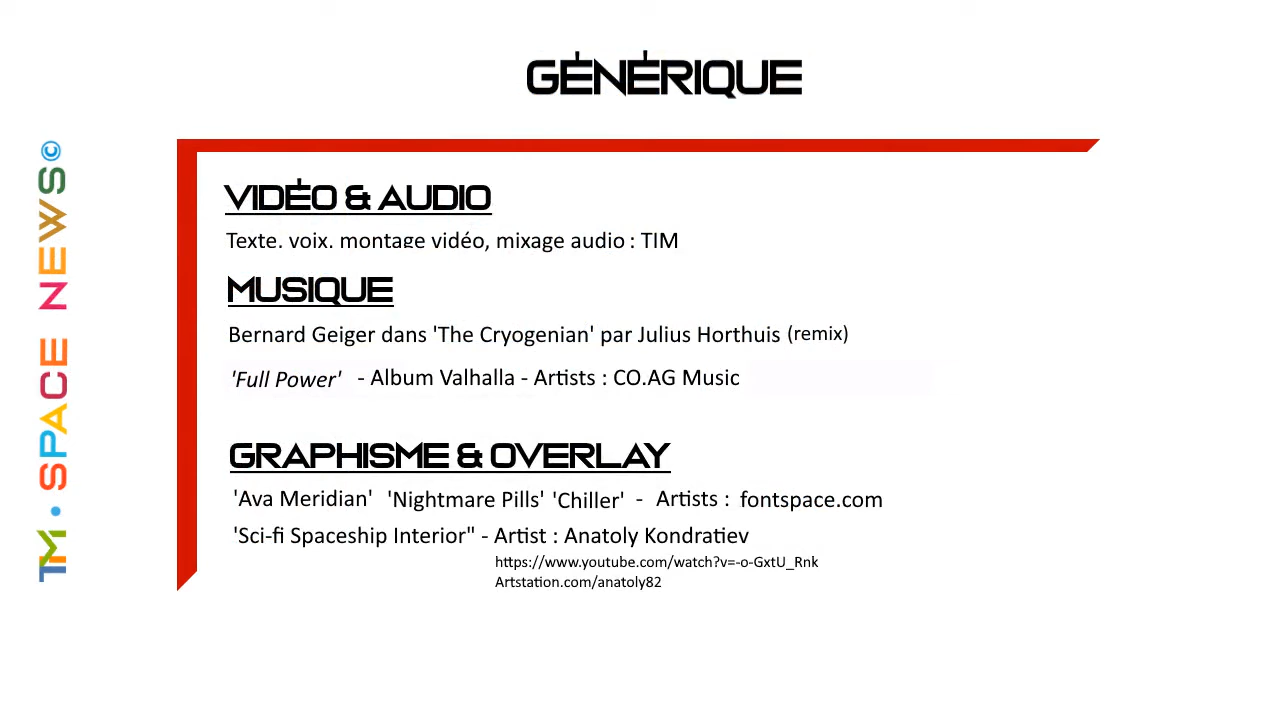 GÉNÉRIQUE
TIM • SPACE NEWS©
VIDÉO & AUDIO
Texte, voix, montage vidéo, mixage audio : TIM
MUSIQUE
Bernard Geiger dans 'The Cryogenian' par Julius Horthuis (remix)
'Full Power' - Album Valhalla - Artists : CO.AG Music
GRAPHISME & OVERLAY
'Ava Meridian' 'Nightmare Pills' 'Chiller' - Artists : fontspace.com
'Sci-fi Spaceship Interior" - Artist : Anatoly Kondratiev
https://www.youtube.com/watch?v=-o-GxtU_Rnk
Artstation.com/anatoly82